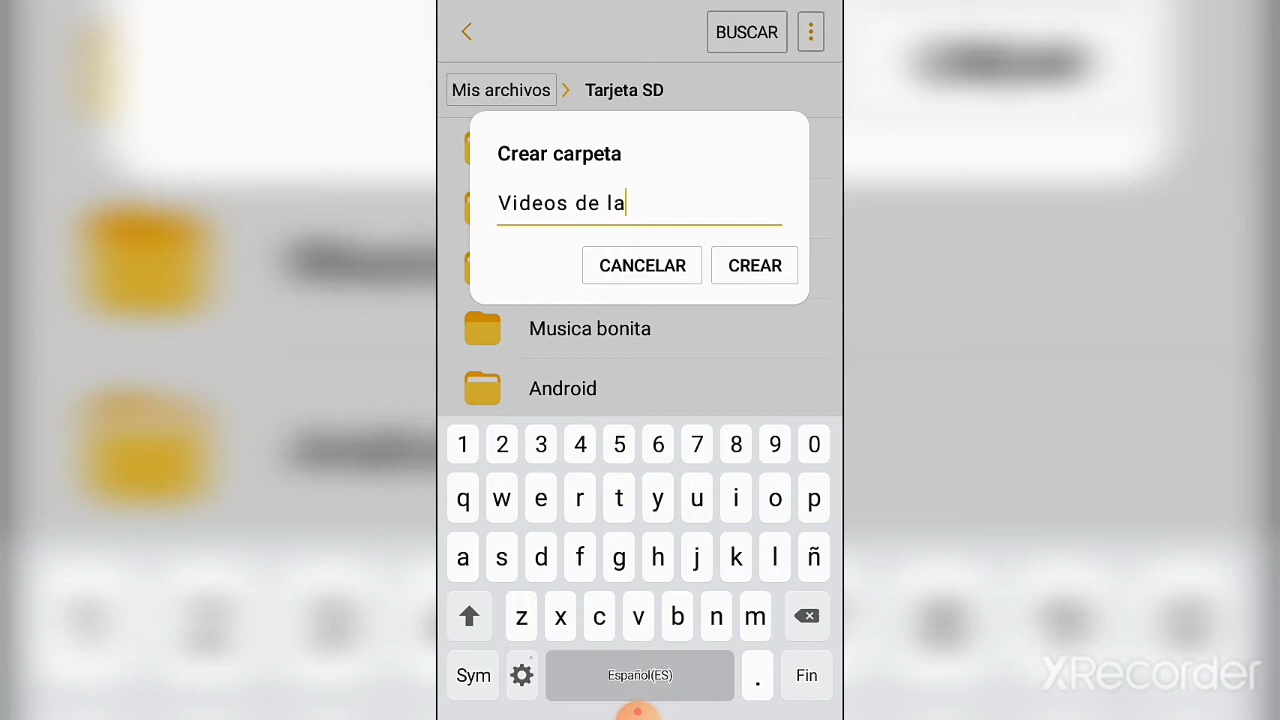 BUSCAR
Mis archivos > Tarjeta SD
Crear carpeta
Videos de la
CANCELAR CREAR
Musica bonita
Android
1 2 3 4 5 6 7 8 9 0
q w e r t y u i o p
a s d f g h j k l ñ
z x c v b n m
Sym Español(ES) . Fin
XRecorder